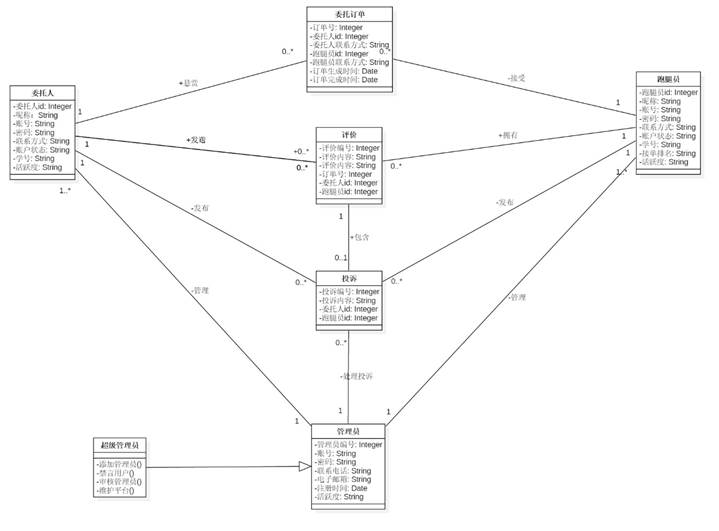 委托订单
-订单号: Integer
-委托人id: Integer
-委托人联系方式: String
-跑腿员id: Integer
-跑腿员联系方式: String
-订单生成时间: Date
-订单完成时间: Date
0..*
0..*
+悬赏
-接受
委托人
-委托人id: Integer
-昵称: String
-账号: String
-密码: String
-联系方式: String
-账户状态: String
-学号: String
-活跃度: String
1
1
1
1
1..*
跑腿员
-跑腿员id: Integer
-昵称: String
-账号: String
-密码: String
-联系方式: String
-账户状态: String
-学号: String
-接单排名: String
-活跃度: String
1
1
1
1
1..*
+发布
+拥有
评价
-评价编号: Integer
-评价内容: String
-评价内容: String
-订单号: Integer
-委托人id: Integer
-跑腿员id: Integer
+0..*
0..*
0..*
1
-发布
+包含
-发布
0..1
0..*
0..*
投诉
-投诉编号: Integer
-投诉内容: String
-委托人id: Integer
-跑腿员id: Integer
0..*
-管理
-管理
-处理投诉
1
1
1
管理员
-管理员编号: Integer
-账号: String
-密码: String
-联系电话: String
-电子邮箱: String
-注册时间: Date
-活跃度: String
超级管理员
-添加管理员()
-禁言用户()
-审核管理员()
-维护平台()